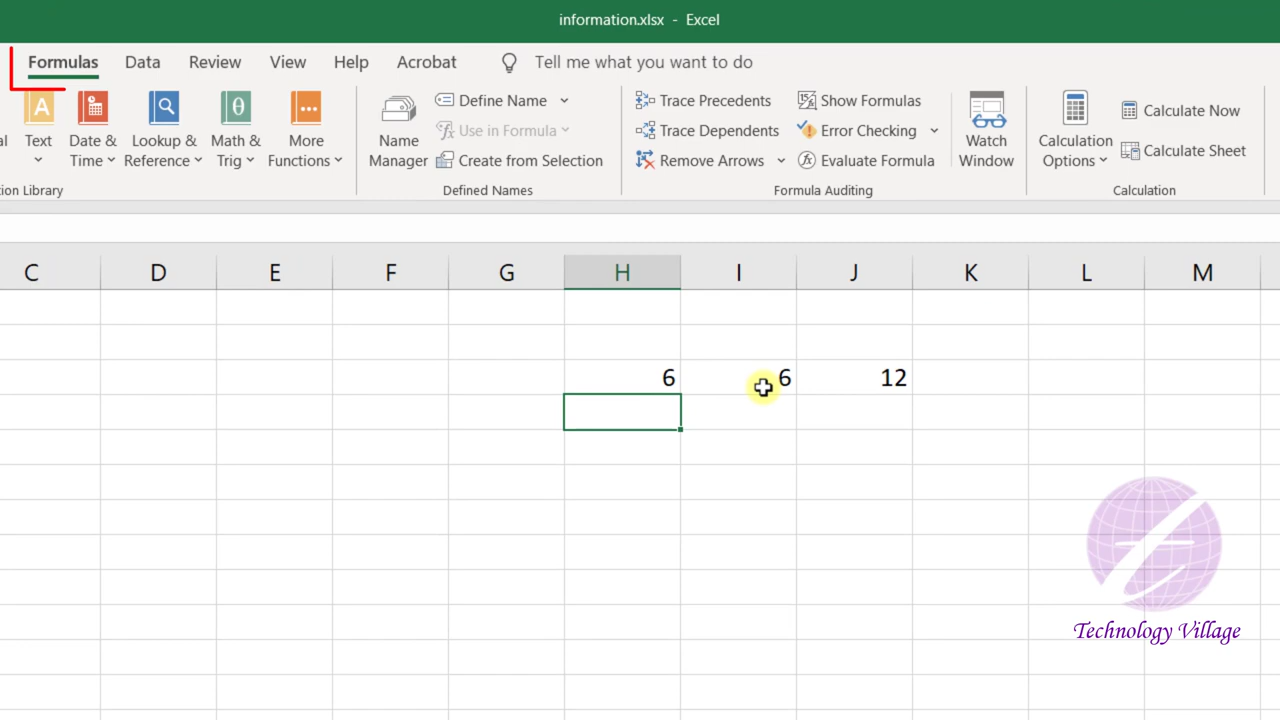 information.xlsx - Excel
Formulas Data Review View Help Acrobat Tell me what you want to do
Text
Date & Time
Lookup & Reference
Math & Trig
More Functions
Name Manager
Define Name
Use in Formula
Create from Selection
Defined Names
Trace Precedents
Trace Dependents
Remove Arrows
Show Formulas
Error Checking
Evaluate Formula
Watch Window
Formula Auditing
Calculation Options
Calculate Now
Calculate Sheet
Calculation
C D E F G H I J K L M
6 6 12
Technology Village